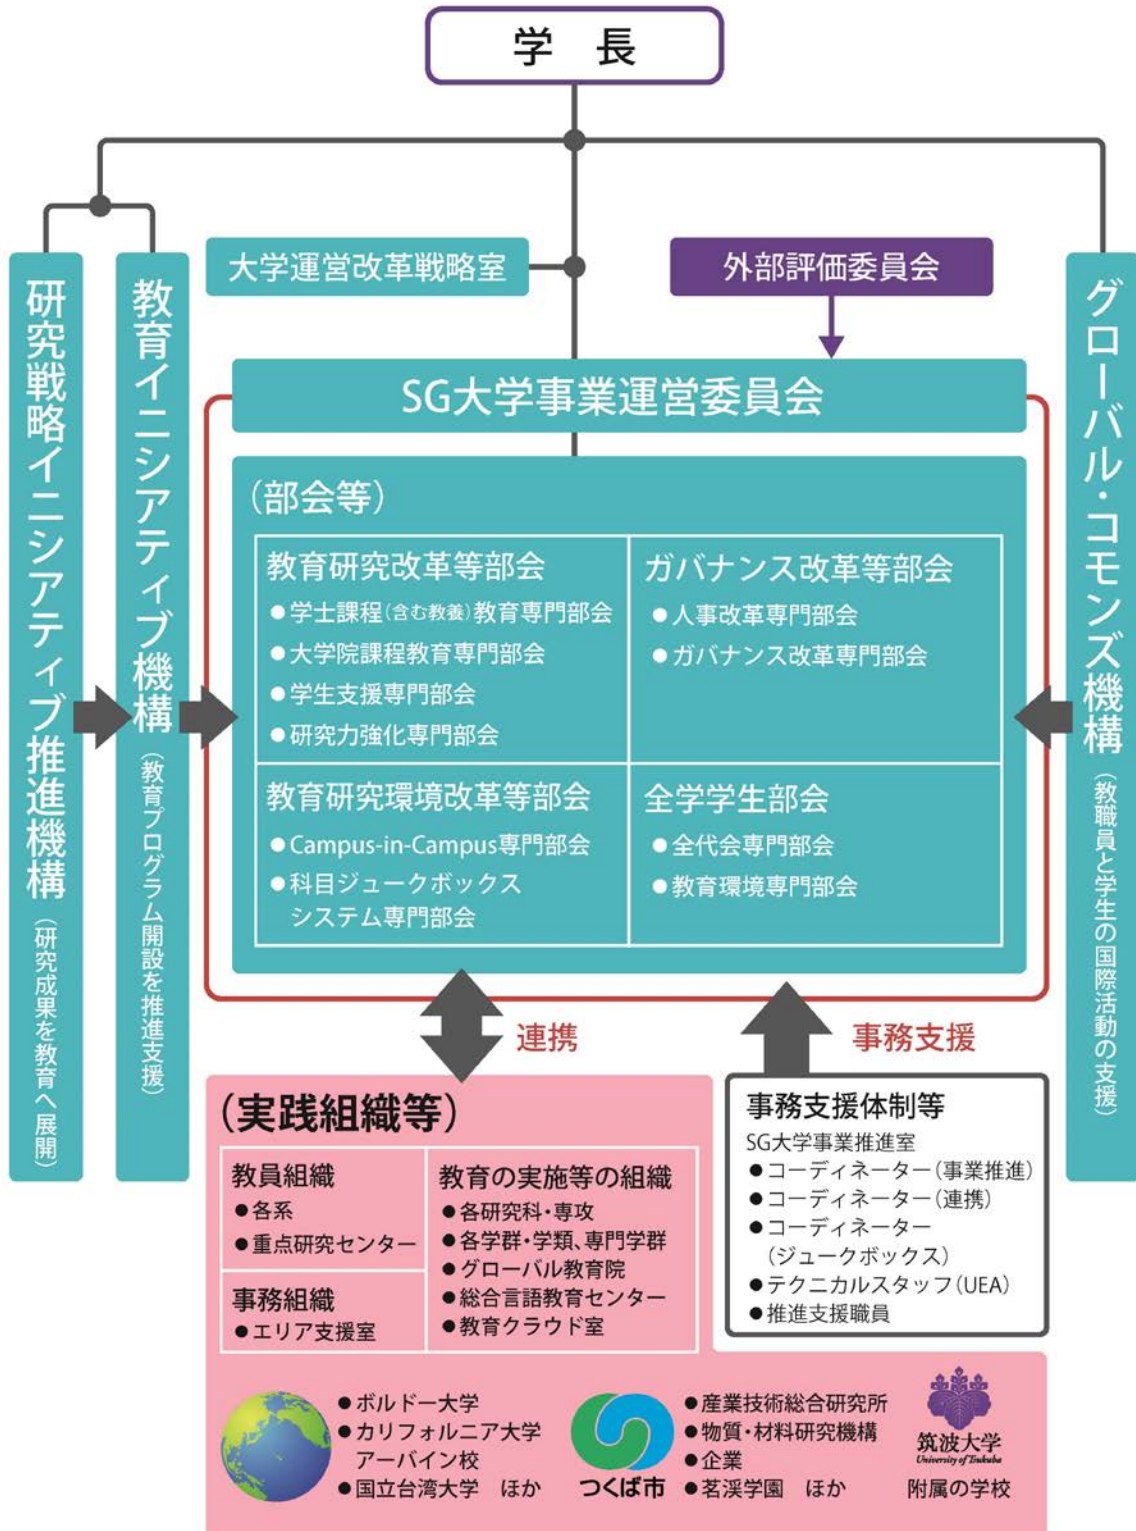 学 長
大学運営改革戦略室
外部評価委員会
研究戦略イニシアティブ推進機構(研究成果を教育へ展開)
教育イニシアティブ機構(教育プログラム開設を推進支援)
グローバル・コモンズ機構(教職員と学生の国際活動の支援)
SG大学事業運営委員会
(部会等)
教育研究改革等部会
●学士課程(含む教養)教育専門部会
●大学院課程教育専門部会
●学生支援専門部会
●研究力強化専門部会
ガバナンス改革等部会
●人事改革専門部会
●ガバナンス改革専門部会
教育研究環境改革等部会
●Campus-in-Campus専門部会
●科目ジュークボックス
システム専門部会
全学学生部会
●全代会専門部会
●教育環境専門部会
連携
事務支援
(実践組織等)
教員組織
●各系
●重点研究センター
事務組織
●エリア支援室
教育の実施等の組織
●各研究科・専攻
●各学群・学類、専門学群
●グローバル教育院
●総合言語教育センター
●教育クラウド室
事務支援体制等
SG大学事業推進室
●コーディネーター(事業推進)
●コーディネーター(連携)
●コーディネーター
(ジュークボックス)
●テクニカルスタッフ(UEA)
●推進支援職員
●ボルドー大学
●カリフォルニア大学
アーバイン校
●国立台湾大学 ほか
つくば市
●産業技術総合研究所
●物質・材料研究機構
●企業
●茗渓学園 ほか
筑波大学
University of Tsukuba
附属の学校